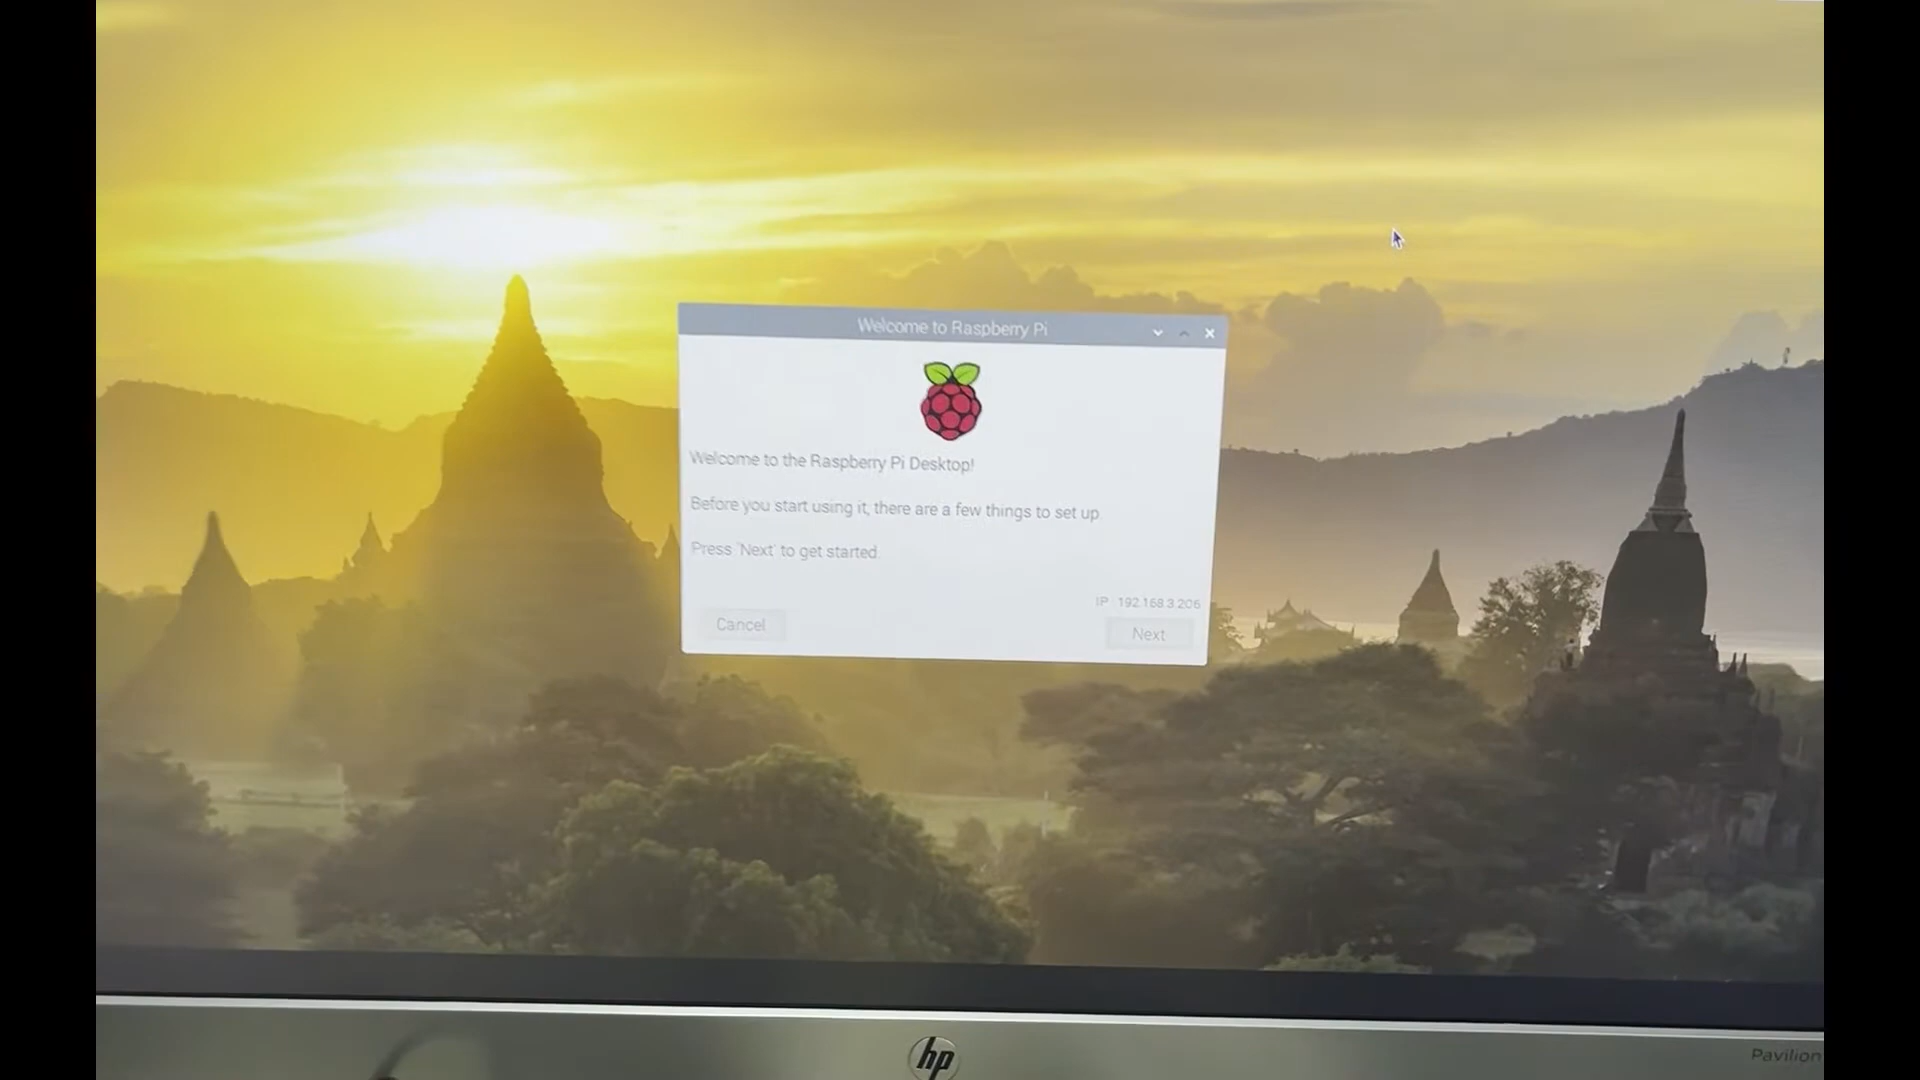 Welcome to Raspberry Pi
Welcome to the Raspberry Pi Desktop!
Before you start using it, there are a few things to set up.
Press 'Next' to get started.
IP : 192.168.3.206
Cancel
Next
hp
Pavilion